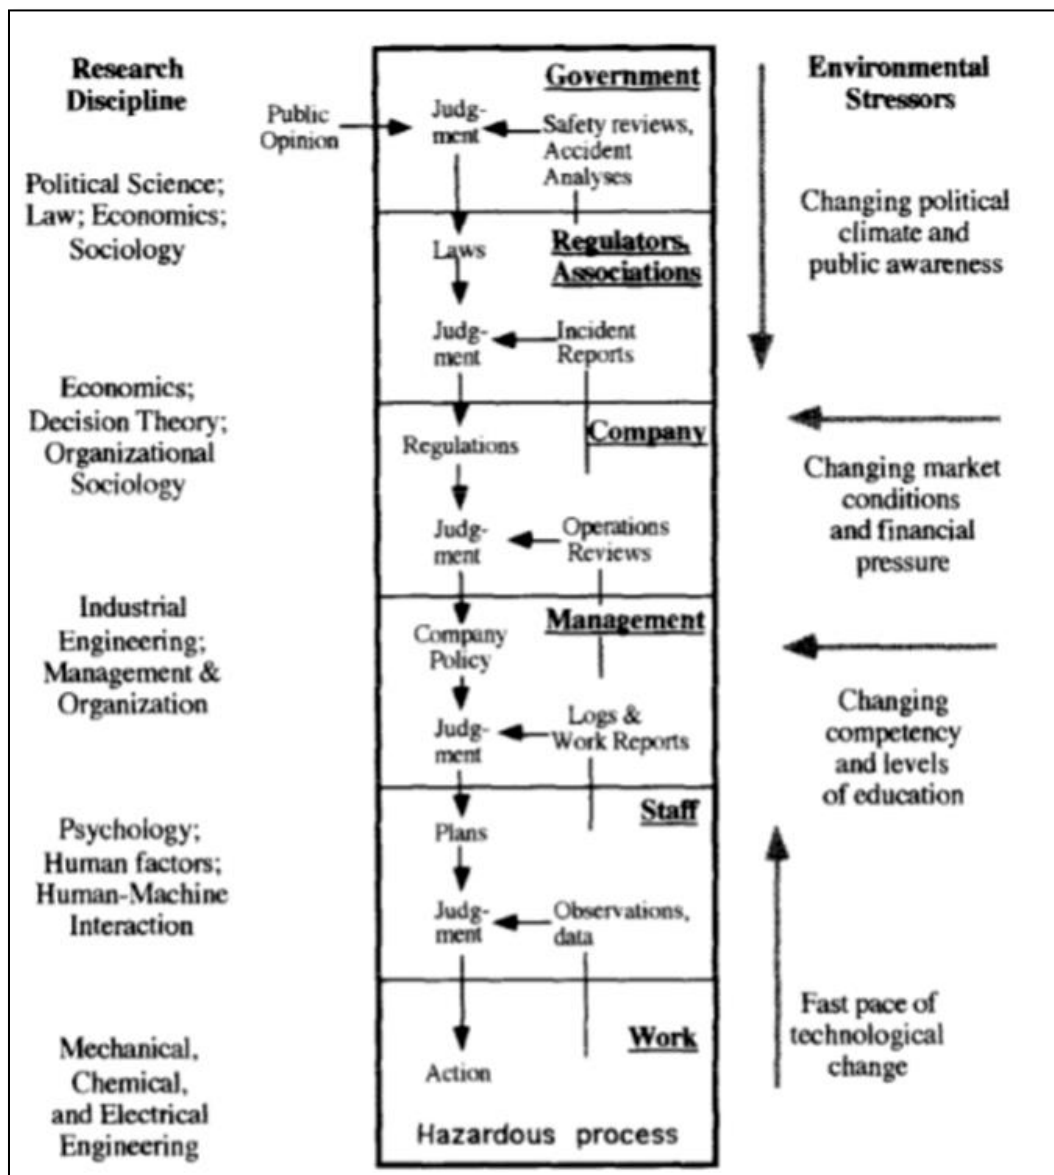 Research
Discipline
Political Science;
Law; Economics;
Sociology
Economics;
Decision Theory;
Organizational
Sociology
Industrial
Engineering;
Management &
Organization
Psychology;
Human factors;
Human-Machine
Interaction
Mechanical,
Chemical,
and Electrical
Engineering
Public
Opinion
Government
Judg-
ment
Safety reviews,
Accident
Analyses
Regulators,
Associations
Laws
Judg-
ment
Incident
Reports
Company
Regulations
Judg-
ment
Operations
Reviews
Management
Company
Policy
Judg-
ment
Logs &
Work Reports
Staff
Plans
Judg-
ment
Observations,
data
Work
Action
Hazardous process
Environmental
Stressors
Changing political
climate and
public awareness
Changing market
conditions
and financial
pressure
Changing
competency
and levels
of education
Fast pace of
technological
change